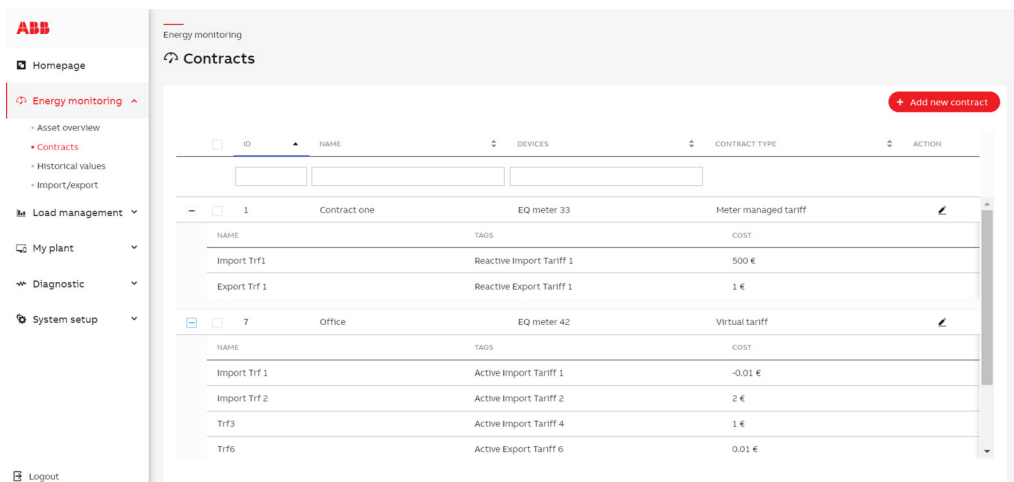 ABB
Homepage
Energy monitoring
Asset overview
Contracts
Historical values
Import/export
Load management
My plant
Diagnostic
System setup
Logout
Energy monitoring
Contracts
+ Add new contract
ID NAME DEVICES CONTRACT TYPE ACTION
1 Contract one EQ meter 33 Meter managed tariff
NAME TAGS COST
Import Trf1 Reactive Import Tariff 1 500 €
Export Trf 1 Reactive Export Tariff 1 1 €
7 Office EQ meter 42 Virtual tariff
NAME TAGS COST
Import Trf 1 Active Import Tariff 1 -0.01 €
Import Trf 2 Active Import Tariff 2 2 €
Trf3 Active Import Tariff 4 1 €
Trf6 Active Export Tariff 6 0.01 €